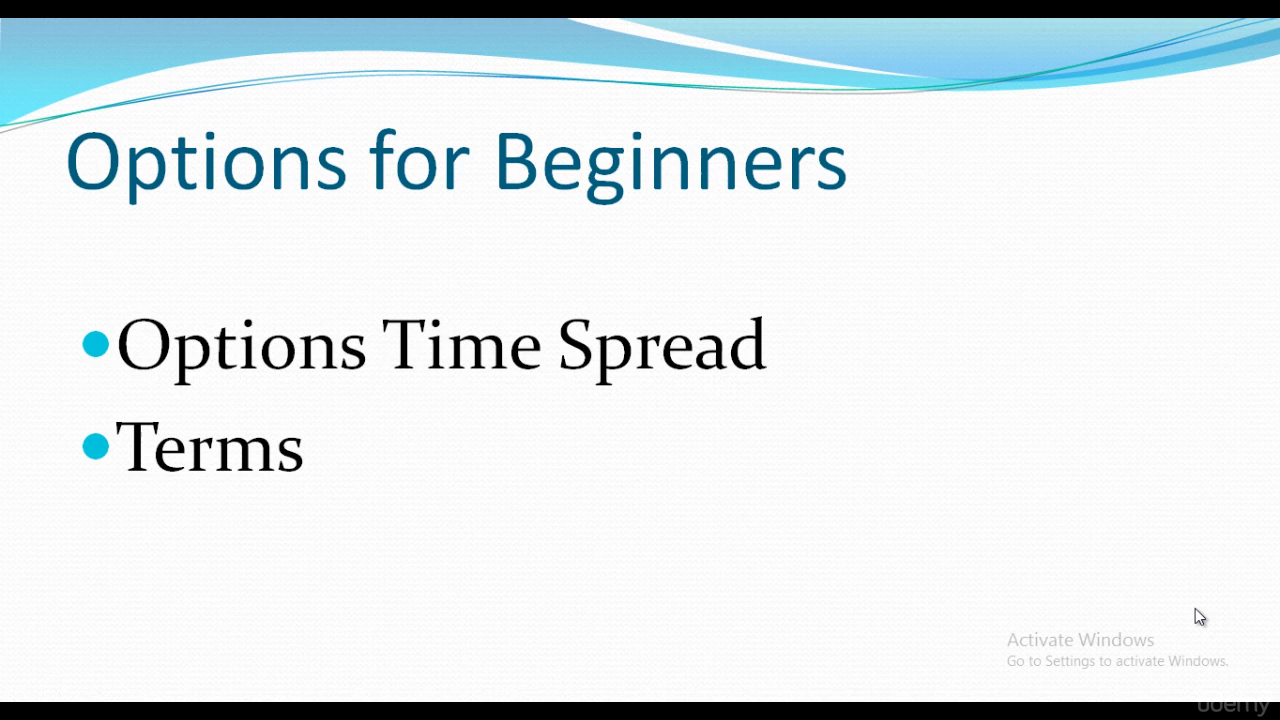 Options for Beginners
Options Time Spread
Terms
Activate Windows
Go to Settings to activate Windows.
udemy